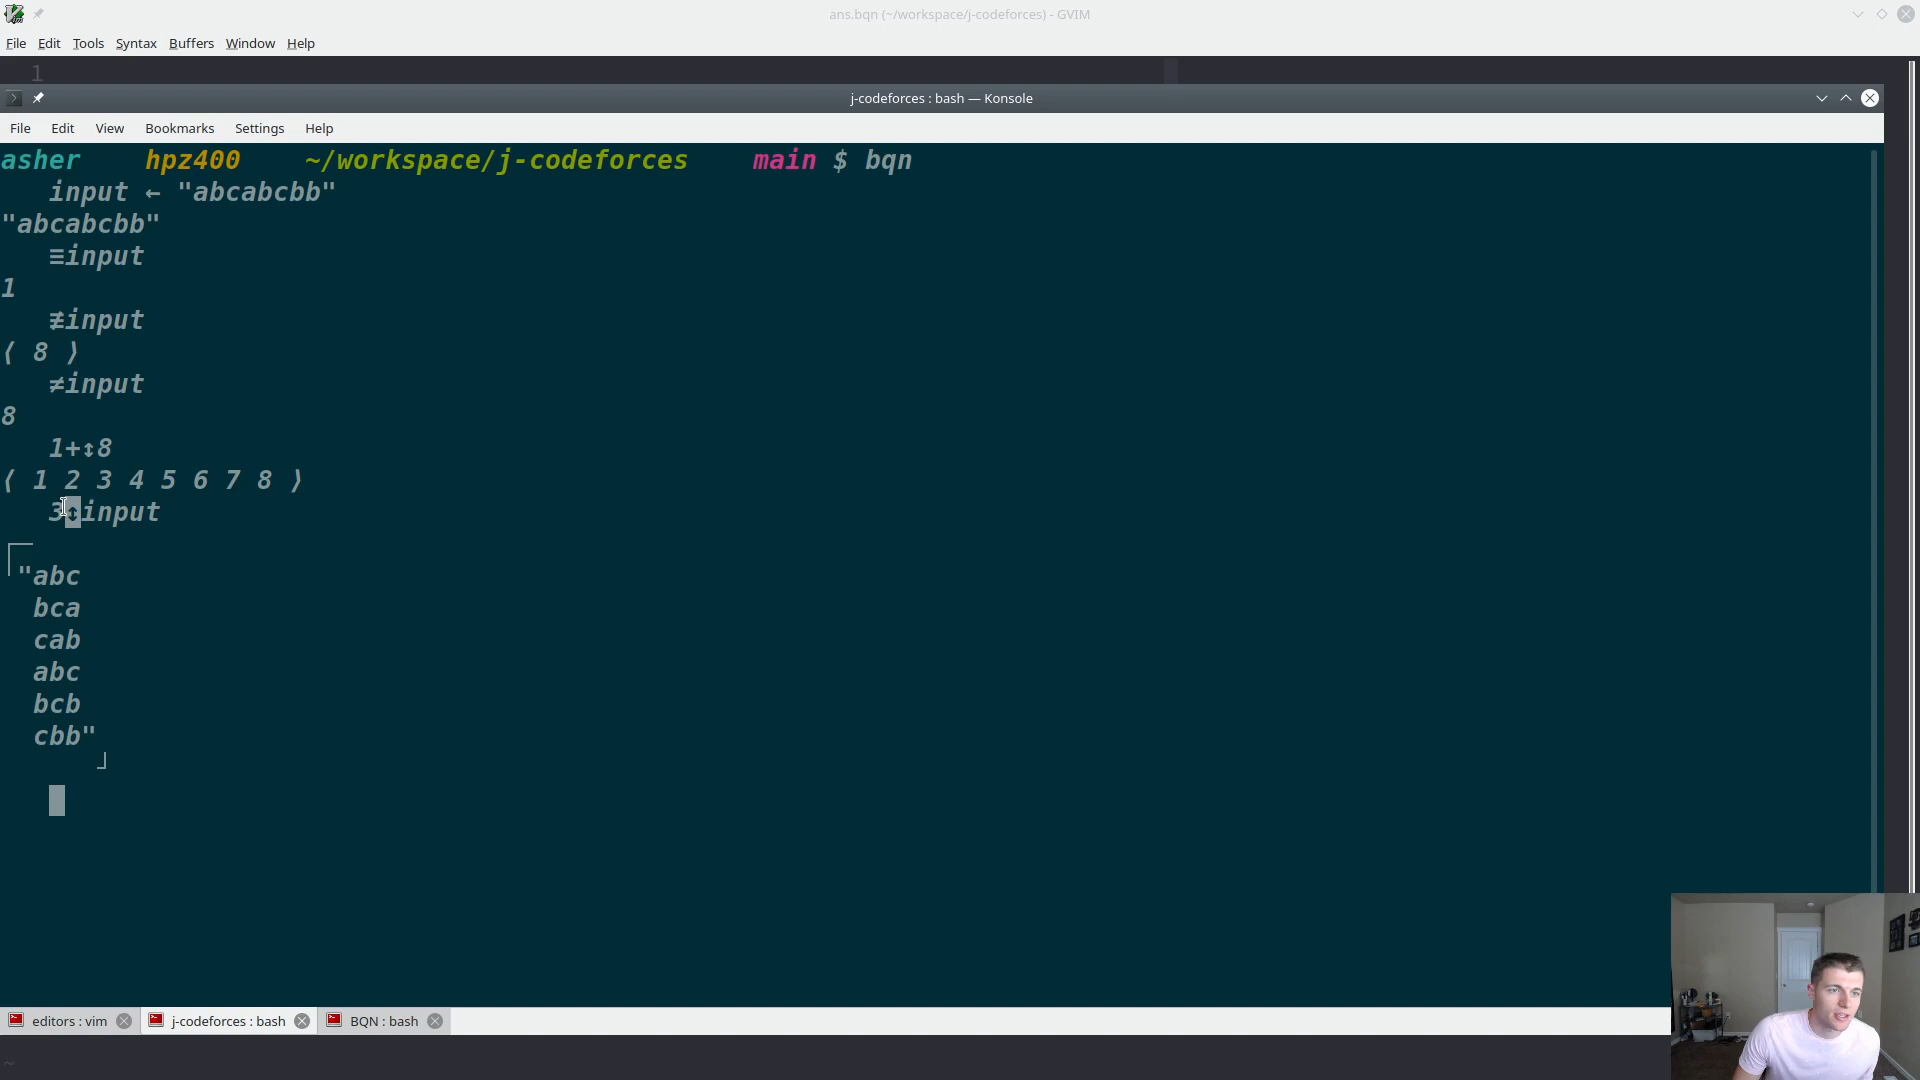 ans.bqn (~/workspace/j-codeforces) - GVIM
File Edit Tools Syntax Buffers Window Help
1
j-codeforces : bash — Konsole
File Edit View Bookmarks Settings Help
asher hpz400 ~/workspace/j-codeforces main $ bqn
input ← "abcabcbb"
"abcabcbb"
≡input
1
≢input
⟨ 8 ⟩
≠input
8
1+↕8
⟨ 1 2 3 4 5 6 7 8 ⟩
3↕input
┌─
╵"abc
bca
cab
abc
bcb
cbb"
┘
editors : vim j-codeforces : bash BQN : bash
~